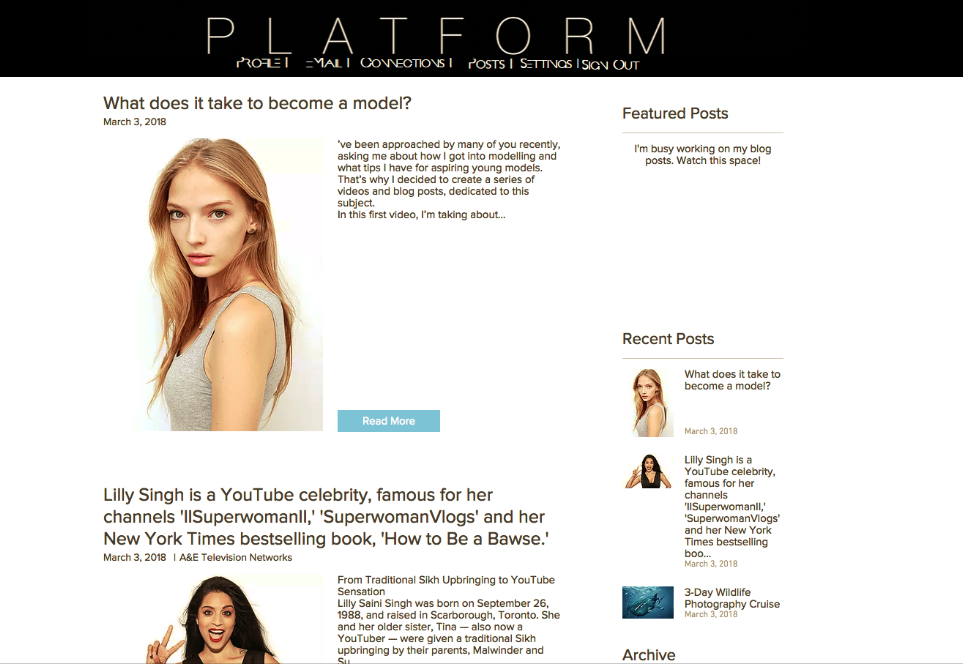 PLATFORM
PROFILE | EMAIL | CONNECTIONS | POSTS | SETTINGS | SIGN OUT
What does it take to become a model?
March 3, 2018
've been approached by many of you recently,
asking me about how I got into modelling and
what tips I have for aspiring young models.
That's why I decided to create a series of
videos and blog posts, dedicated to this
subject.
In this first video, I'm taking about...
Read More
Lilly Singh is a YouTube celebrity, famous for her
channels 'IISuperwomanII,' 'SuperwomanVlogs' and her
New York Times bestselling book, 'How to Be a Bawse.'
March 3, 2018 | A&E Television Networks
From Traditional Sikh Upbringing to YouTube
Sensation
Lilly Saini Singh was born on September 26,
1988, and raised in Scarborough, Toronto. She
and her older sister, Tina — also now a
YouTuber — were given a traditional Sikh
upbringing by their parents, Malwinder and
Su
Featured Posts
I'm busy working on my blog
posts. Watch this space!
Recent Posts
What does it take to
become a model?
March 3, 2018
Lilly Singh is a
YouTube celebrity,
famous for her
channels
'IISuperwomanII,'
'SuperwomanVlogs'
and her New York
Times bestselling
boo...
March 3, 2018
3-Day Wildlife
Photography Cruise
March 3, 2018
Archive